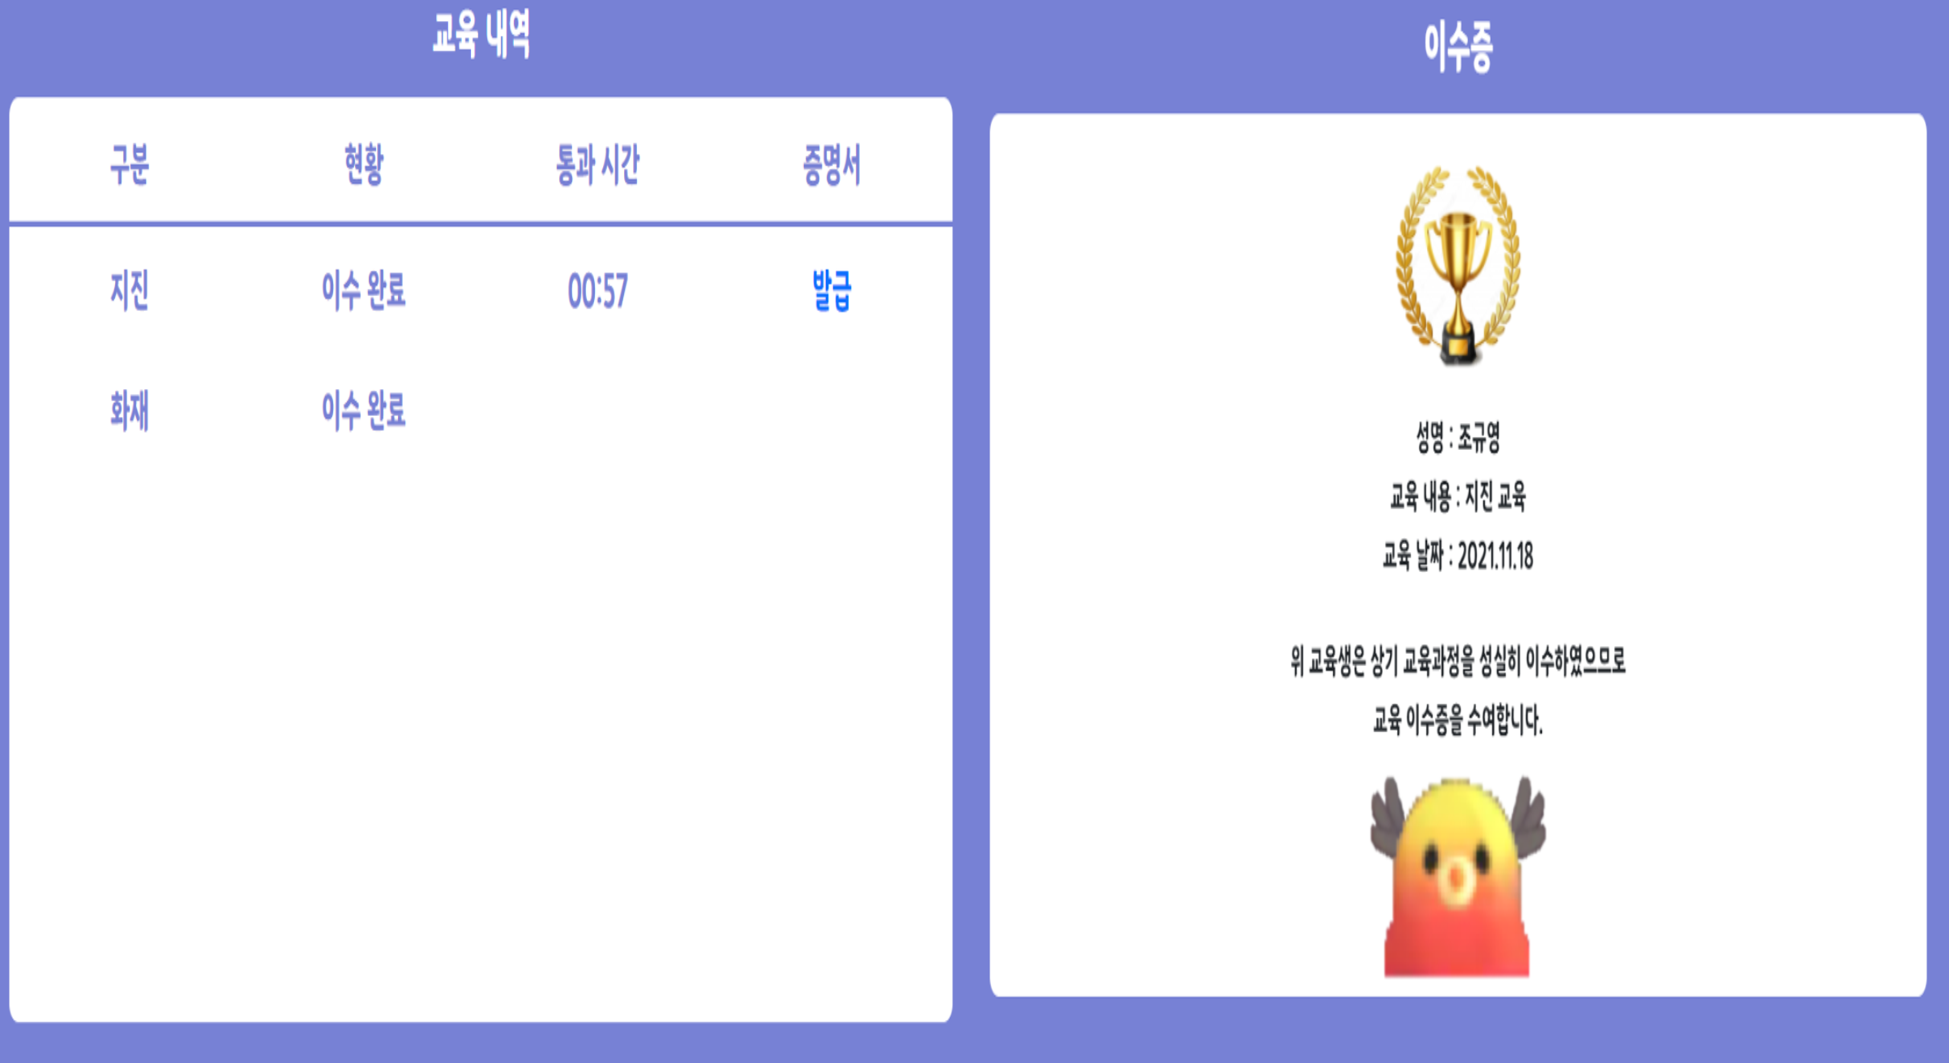 교육 내역
구분 현황 통과 시간 증명서
지진 이수 완료 00:57 발급
화재 이수 완료
이수증
성명 : 조규영
교육 내용 : 지진 교육
교육 날짜 : 2021.11.18
위 교육생은 상기 교육과정을 성실히 이수하였으므로
교육 이수증을 수여합니다.